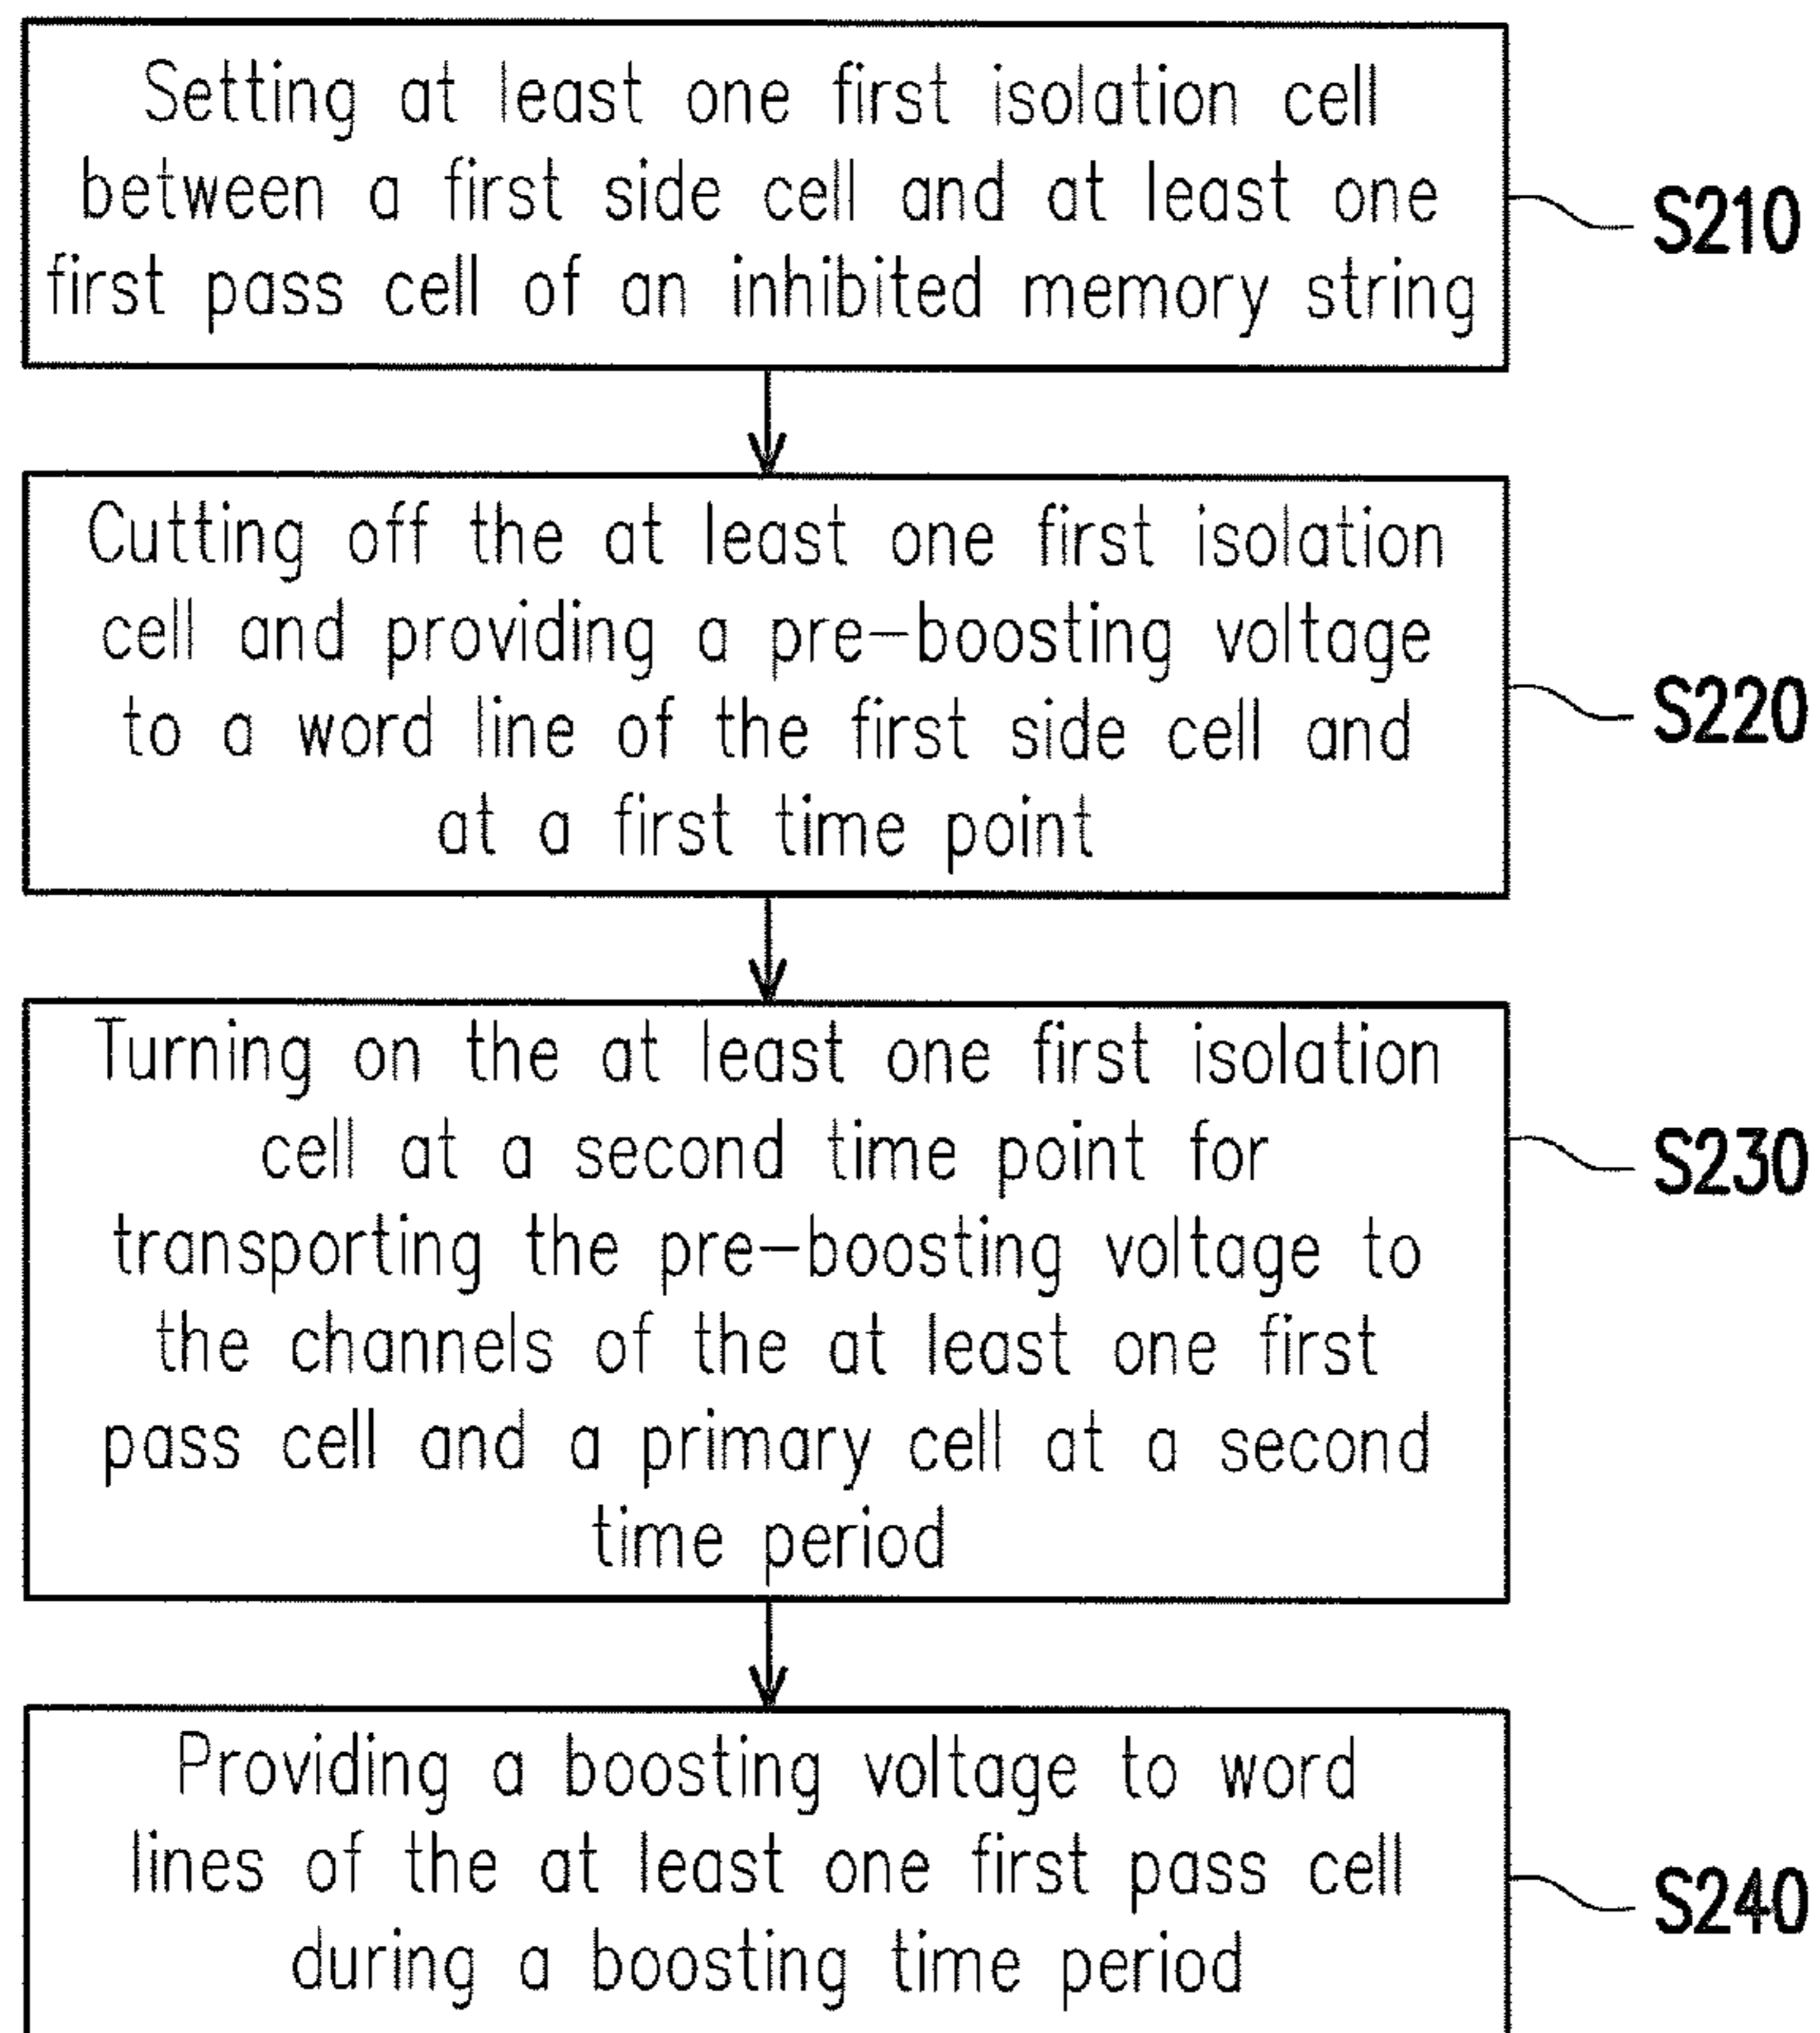 Setting at least one first isolation cell
between a first side cell and at least one
first pass cell of an inhibited memory string
S210
Cutting off the at least one first isolation
cell and providing a pre-boosting voltage
to a word line of the first side cell and
at a first time point
S220
Turning on the at least one first isolation
cell at a second time point for
transporting the pre-boosting voltage to
the channels of the at least one first
pass cell and a primary cell at a second
time period
S230
Providing a boosting voltage to word
lines of the at least one first pass cell
during a boosting time period
S240